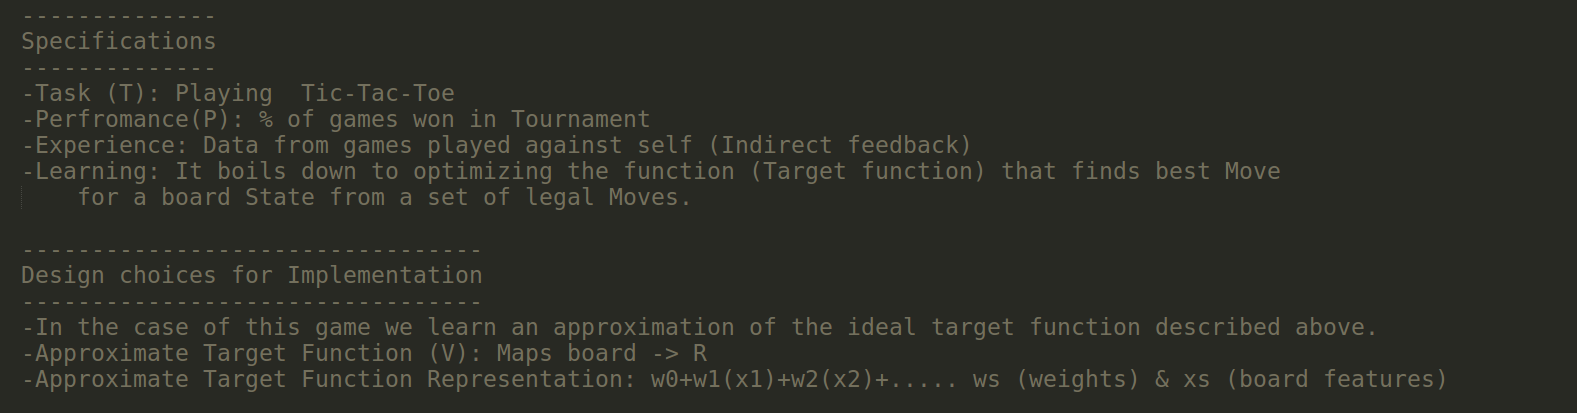 --------------
Specifications
--------------
-Task (T): Playing  Tic-Tac-Toe
-Perfromance(P): % of games won in Tournament
-Experience: Data from games played against self (Indirect feedback)
-Learning: It boils down to optimizing the function (Target function) that finds best Move
    for a board State from a set of legal Moves.

---------------------------------
Design choices for Implementation
---------------------------------
-In the case of this game we learn an approximation of the ideal target function described above.
-Approximate Target Function (V): Maps board -> R
-Approximate Target Function Representation: w0+w1(x1)+w2(x2)+..... ws (weights) & xs (board features)